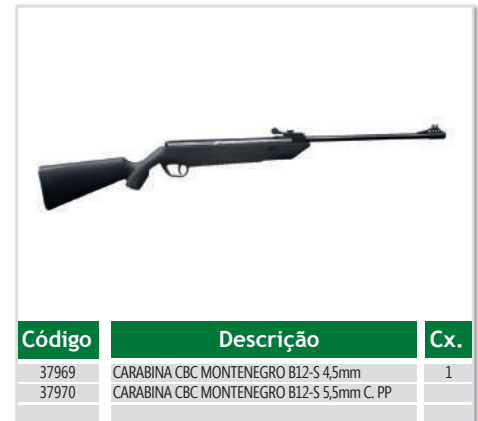 Código Descrição Cx.
37969 CARABINA CBC MONTENEGRO B12-S 4,5mm 1
37970 CARABINA CBC MONTENEGRO B12-S 5,5mm C. PP